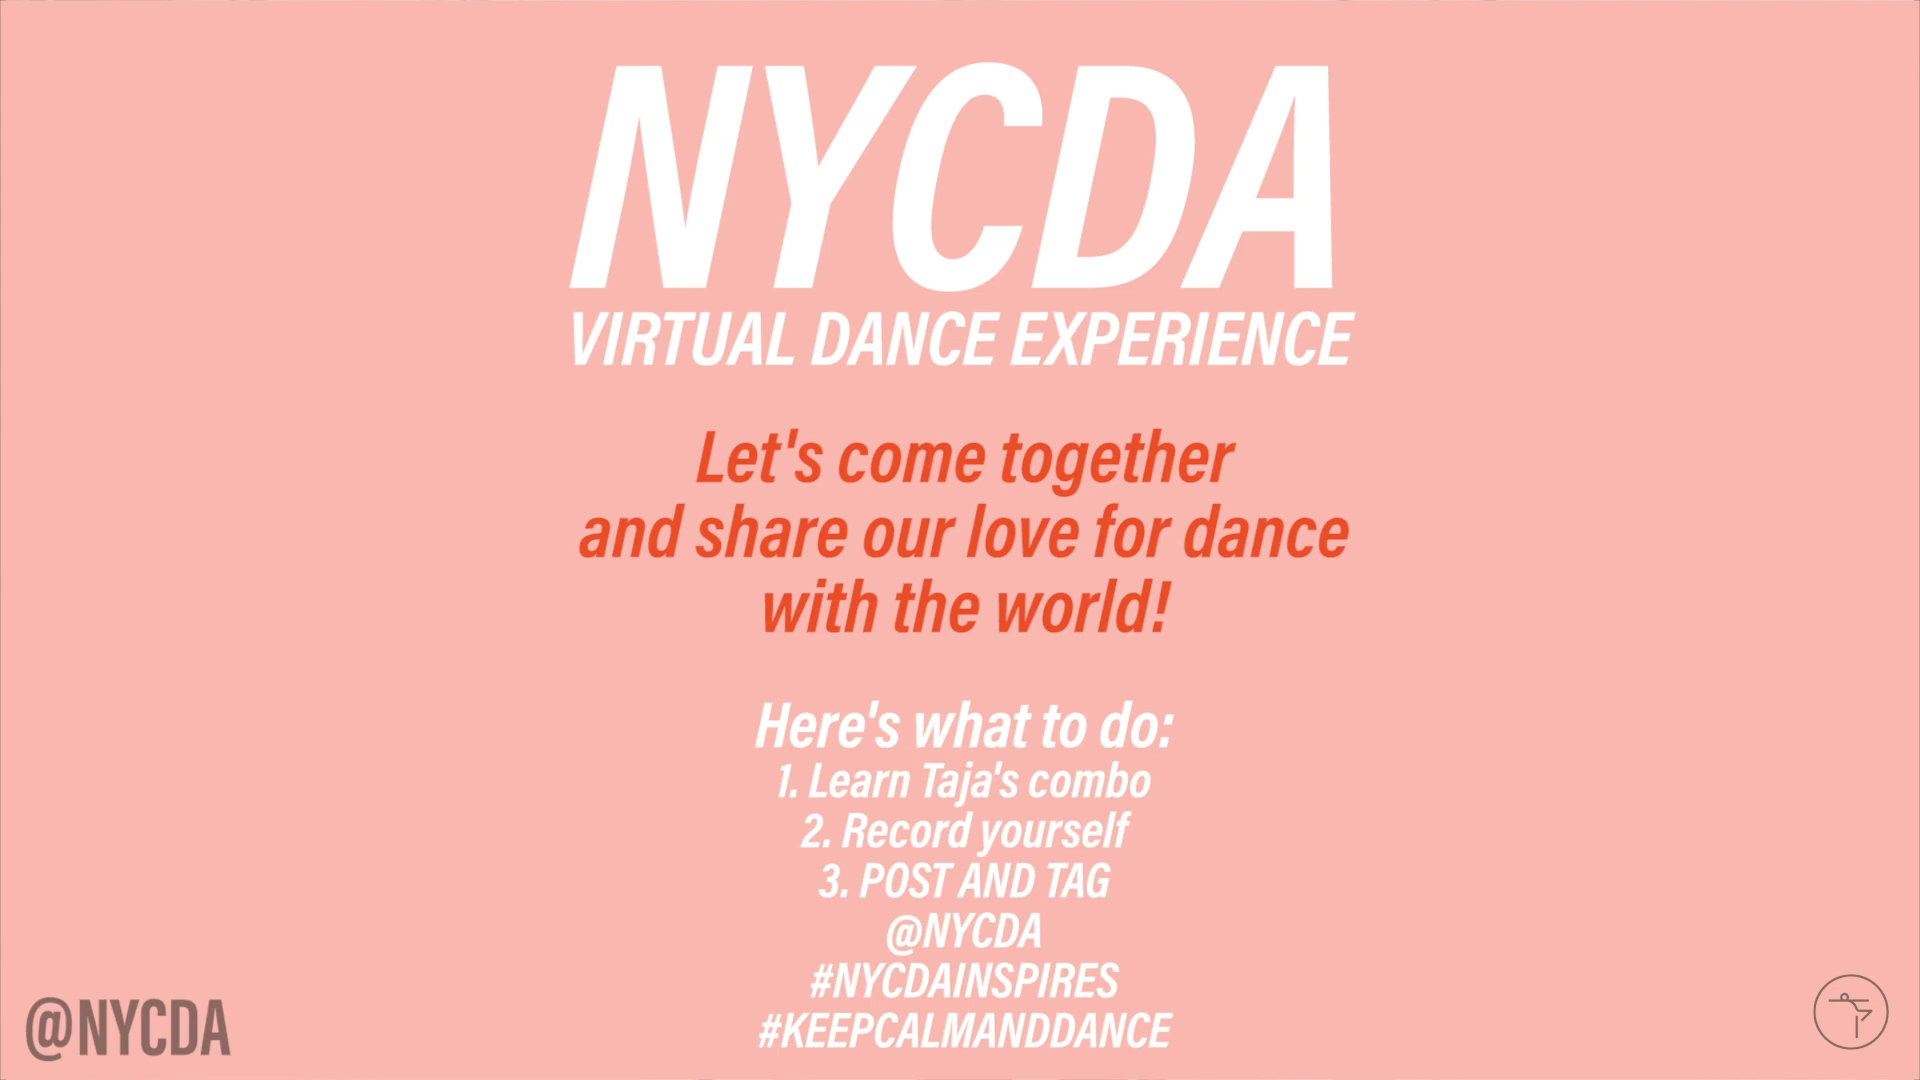 NYCDA
VIRTUAL DANCE EXPERIENCE
Let's come together
and share our love for dance
with the world!
Here's what to do:
1. Learn Taja's combo
2. Record yourself
3. POST AND TAG
@NYCDA
#NYCDAINSPIRES
#KEEPCALMANDDANCE
@NYCDA